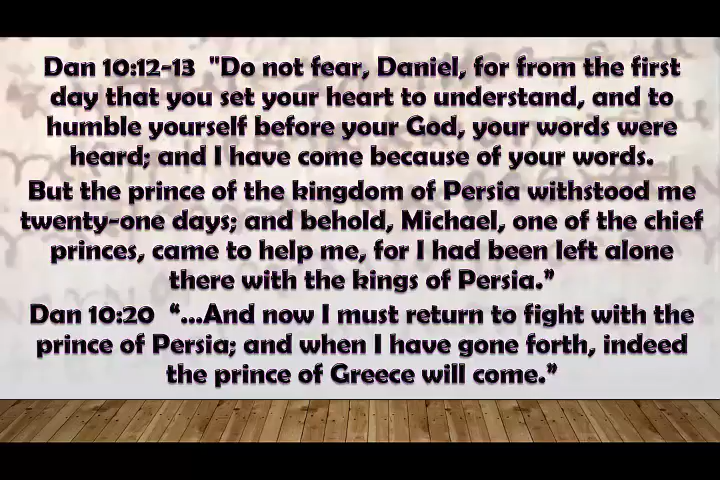 Dan 10:12-13 "Do not fear, Daniel, for from the first
day that you set your heart to understand, and to
humble yourself before your God, your words were
heard; and I have come because of your words.
But the prince of the kingdom of Persia withstood me
twenty-one days; and behold, Michael, one of the chief
princes, came to help me, for I had been left alone
there with the kings of Persia.”
Dan 10:20 “...And now I must return to fight with the
prince of Persia; and when I have gone forth, indeed
the prince of Greece will come.”